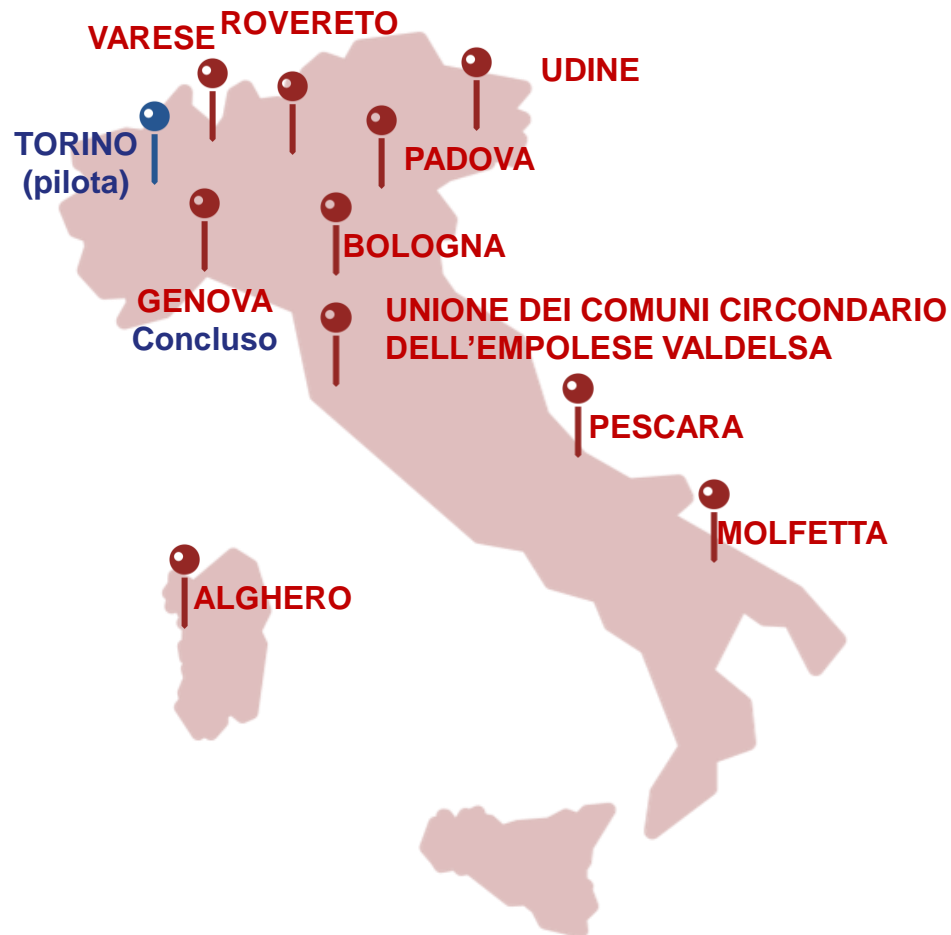 VARESE
ROVERETO
UDINE
TORINO
(pilota)
PADOVA
BOLOGNA
GENOVA
Concluso
UNIONE DEI COMUNI CIRCONDARIO
DELL’EMPOLESE VALDELSA
PESCARA
MOLFETTA
ALGHERO